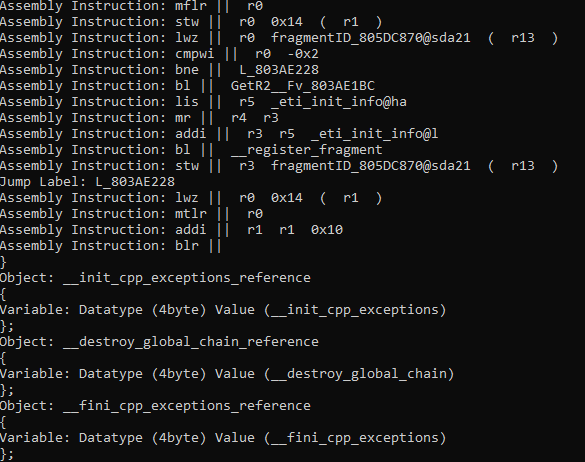 Assembly Instruction: mflr ||  r0
Assembly Instruction: stw ||  r0  0x14  (  r1  )
Assembly Instruction: lwz ||  r0  fragmentID_805DC870@sda21  (  r13  )
Assembly Instruction: cmpwi ||  r0  -0x2
Assembly Instruction: bne ||  L_803AE228
Assembly Instruction: bl ||  GetR2__Fv_803AE1BC
Assembly Instruction: lis ||  r5  _eti_init_info@ha
Assembly Instruction: mr ||  r4  r3
Assembly Instruction: addi ||  r3  r5  _eti_init_info@l
Assembly Instruction: bl ||  __register_fragment
Assembly Instruction: stw ||  r3  fragmentID_805DC870@sda21  (  r13  )
Jump Label: L_803AE228
Assembly Instruction: lwz ||  r0  0x14  (  r1  )
Assembly Instruction: mtlr ||  r0
Assembly Instruction: addi ||  r1  r1  0x10
Assembly Instruction: blr ||
}
Object: __init_cpp_exceptions_reference
{
Variable: Datatype (4byte) Value (__init_cpp_exceptions)
};
Object: __destroy_global_chain_reference
{
Variable: Datatype (4byte) Value (__destroy_global_chain)
};
Object: __fini_cpp_exceptions_reference
{
Variable: Datatype (4byte) Value (__fini_cpp_exceptions)
};